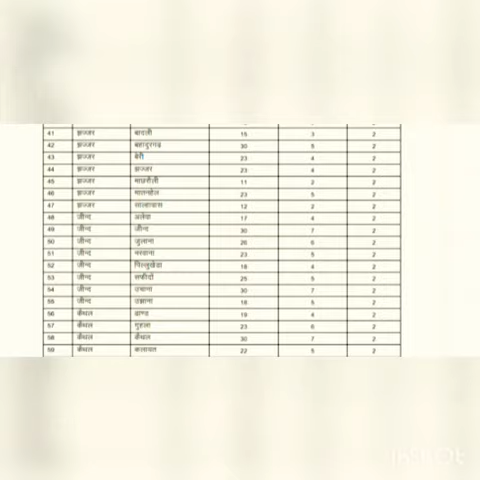 41 झज्जर बादली 15 3 2
42 झज्जर बहादुरगढ़ 30 5 2
43 झज्जर बेरी 23 4 2
44 झज्जर झज्जर 23 4 2
45 झज्जर माछरौली 11 2 2
46 झज्जर मातनहेल 23 5 2
47 झज्जर साल्हावास 12 2 2
48 जीन्द अलेवा 17 4 2
49 जीन्द जीन्द 30 7 2
50 जीन्द जुलाना 26 6 2
51 जीन्द नरवाना 23 5 2
52 जीन्द पिल्लुखेडा 18 4 2
53 जीन्द सफीदों 25 5 2
54 जीन्द उचाना 30 7 2
55 जीन्द उझाना 18 5 2
56 कैथल ढाण्ड 19 4 2
57 कैथल गुहला 23 6 2
58 कैथल कैथल 30 7 2
59 कैथल कलायत 22 5 2